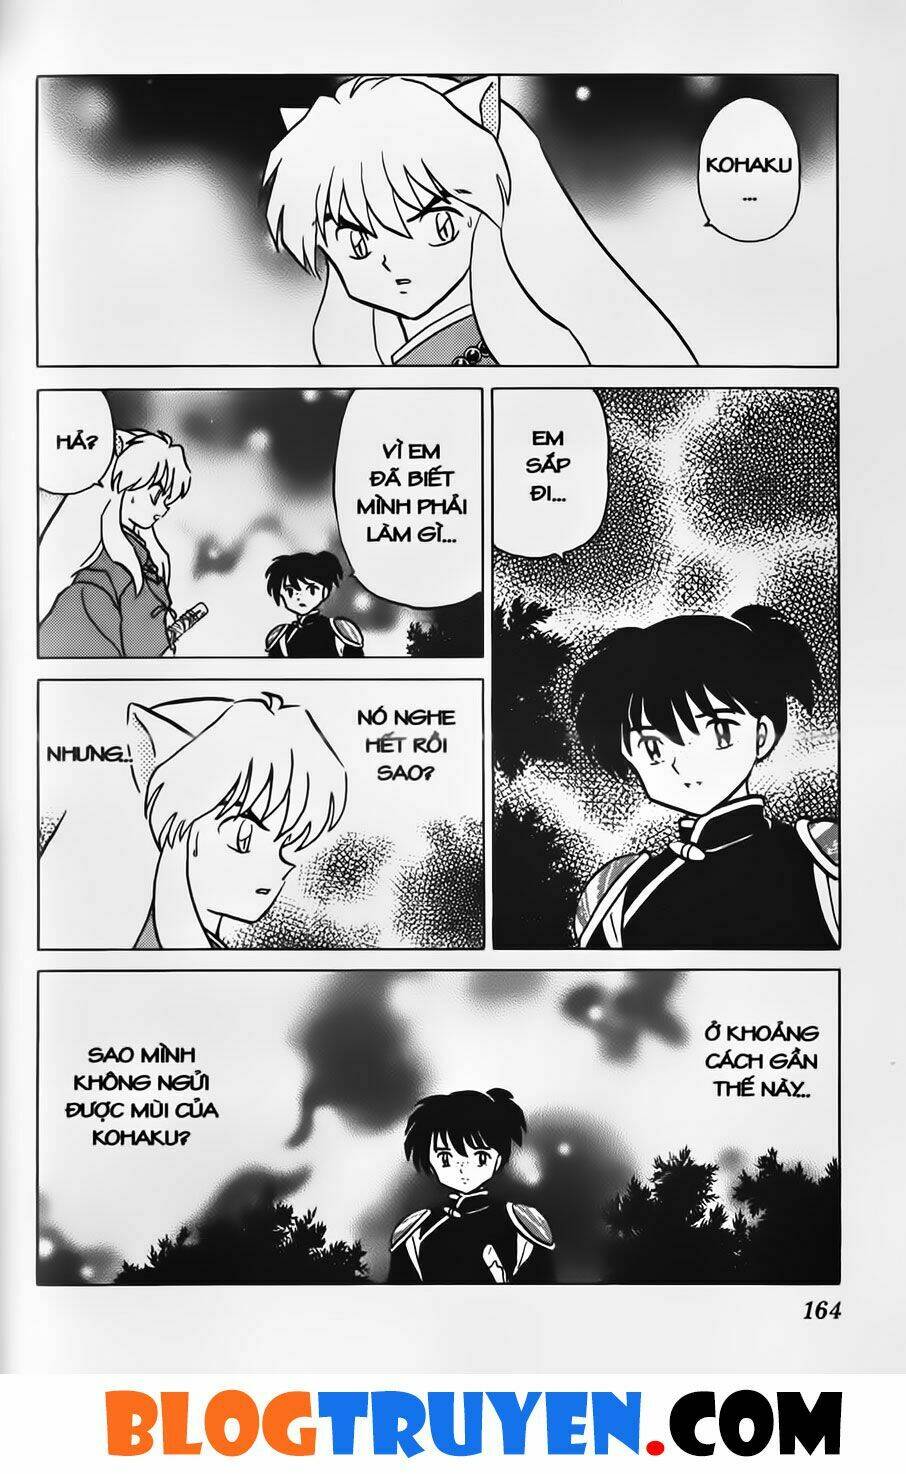 KOHAKU
...
HẢ?
VÌ EM
ĐÃ BIẾT
MÌNH PHẢI
LÀM GÌ...
EM
SẮP
ĐI...
NHƯNG..!
NÓ NGHE
HẾT RỒI
SAO?
SAO MÌNH
KHÔNG NGỬI
ĐƯỢC MÙI CỦA
KOHAKU?
Ở KHOẢNG
CÁCH GẦN
THẾ NÀY...
164
BLOGTRUYEN.COM